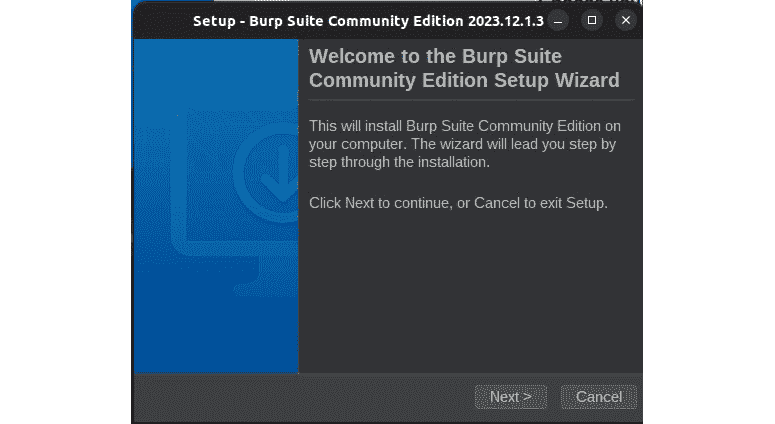 Setup - Burp Suite Community Edition 2023.12.1.3
Welcome to the Burp Suite
Community Edition Setup Wizard
This will install Burp Suite Community Edition on
your computer. The wizard will lead you step by
step through the installation.
Click Next to continue, or Cancel to exit Setup.
Next >
Cancel